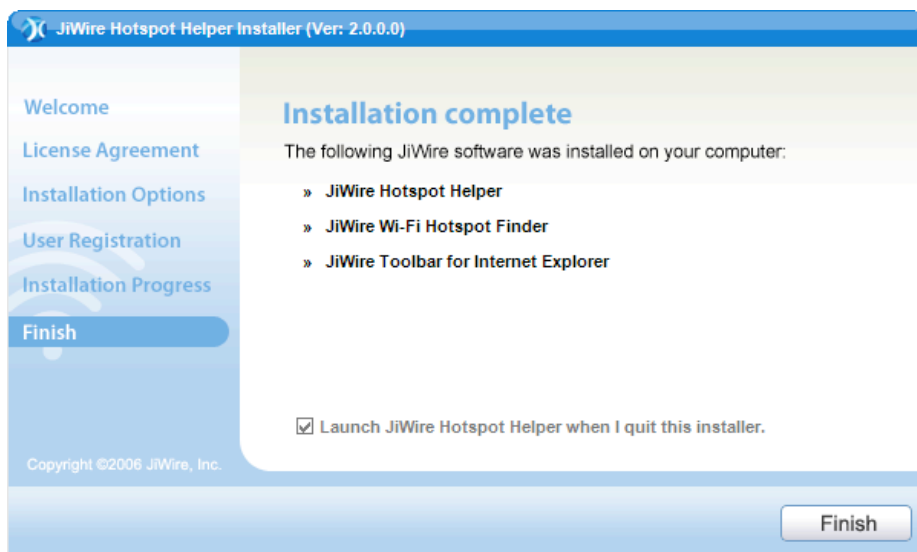 JiWire Hotspot Helper Installer (Ver: 2.0.0.0)
Welcome
License Agreement
Installation Options
User Registration
Installation Progress
Finish
Copyright ©2006 JiWire, Inc.
Installation complete
The following JiWire software was installed on your computer:
» JiWire Hotspot Helper
» JiWire Wi-Fi Hotspot Finder
» JiWire Toolbar for Internet Explorer
Launch JiWire Hotspot Helper when I quit this installer.
Finish